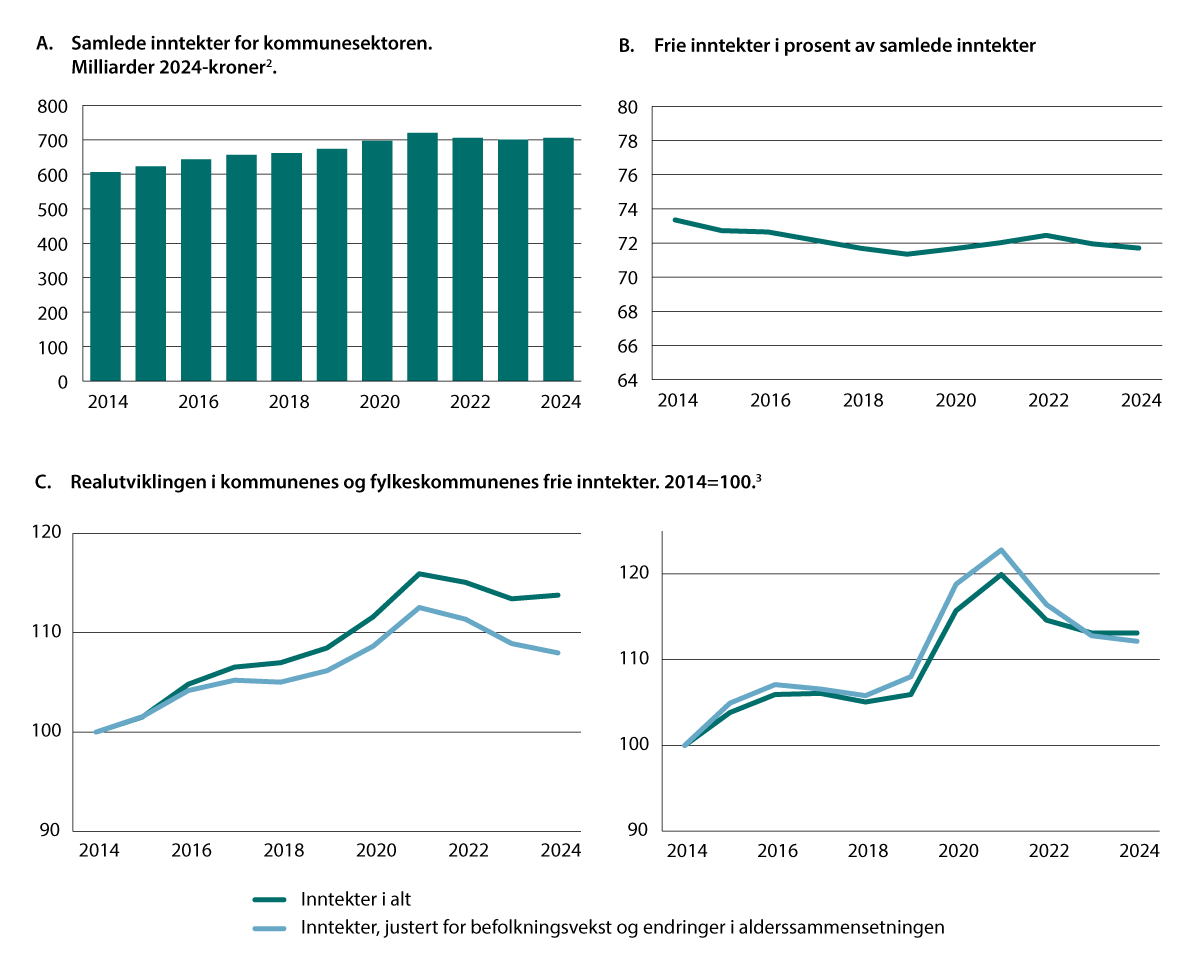 A. Samlede inntekter for kommunesektoren.
Milliarder 2024-kroner².
800
700
600
500
400
300
200
100
0
2014 2016 2018 2020 2022 2024
B. Frie inntekter i prosent av samlede inntekter
80
78
76
74
72
70
68
66
64
2014 2016 2018 2020 2022 2024
C. Realutviklingen i kommunenes og fylkeskommunenes frie inntekter. 2014=100.³
120
110
100
90
2014 2016 2018 2020 2022 2024
120
110
100
90
2014 2016 2018 2020 2022 2024
Inntekter i alt
Inntekter, justert for befolkningsvekst og endringer i alderssammensetningen